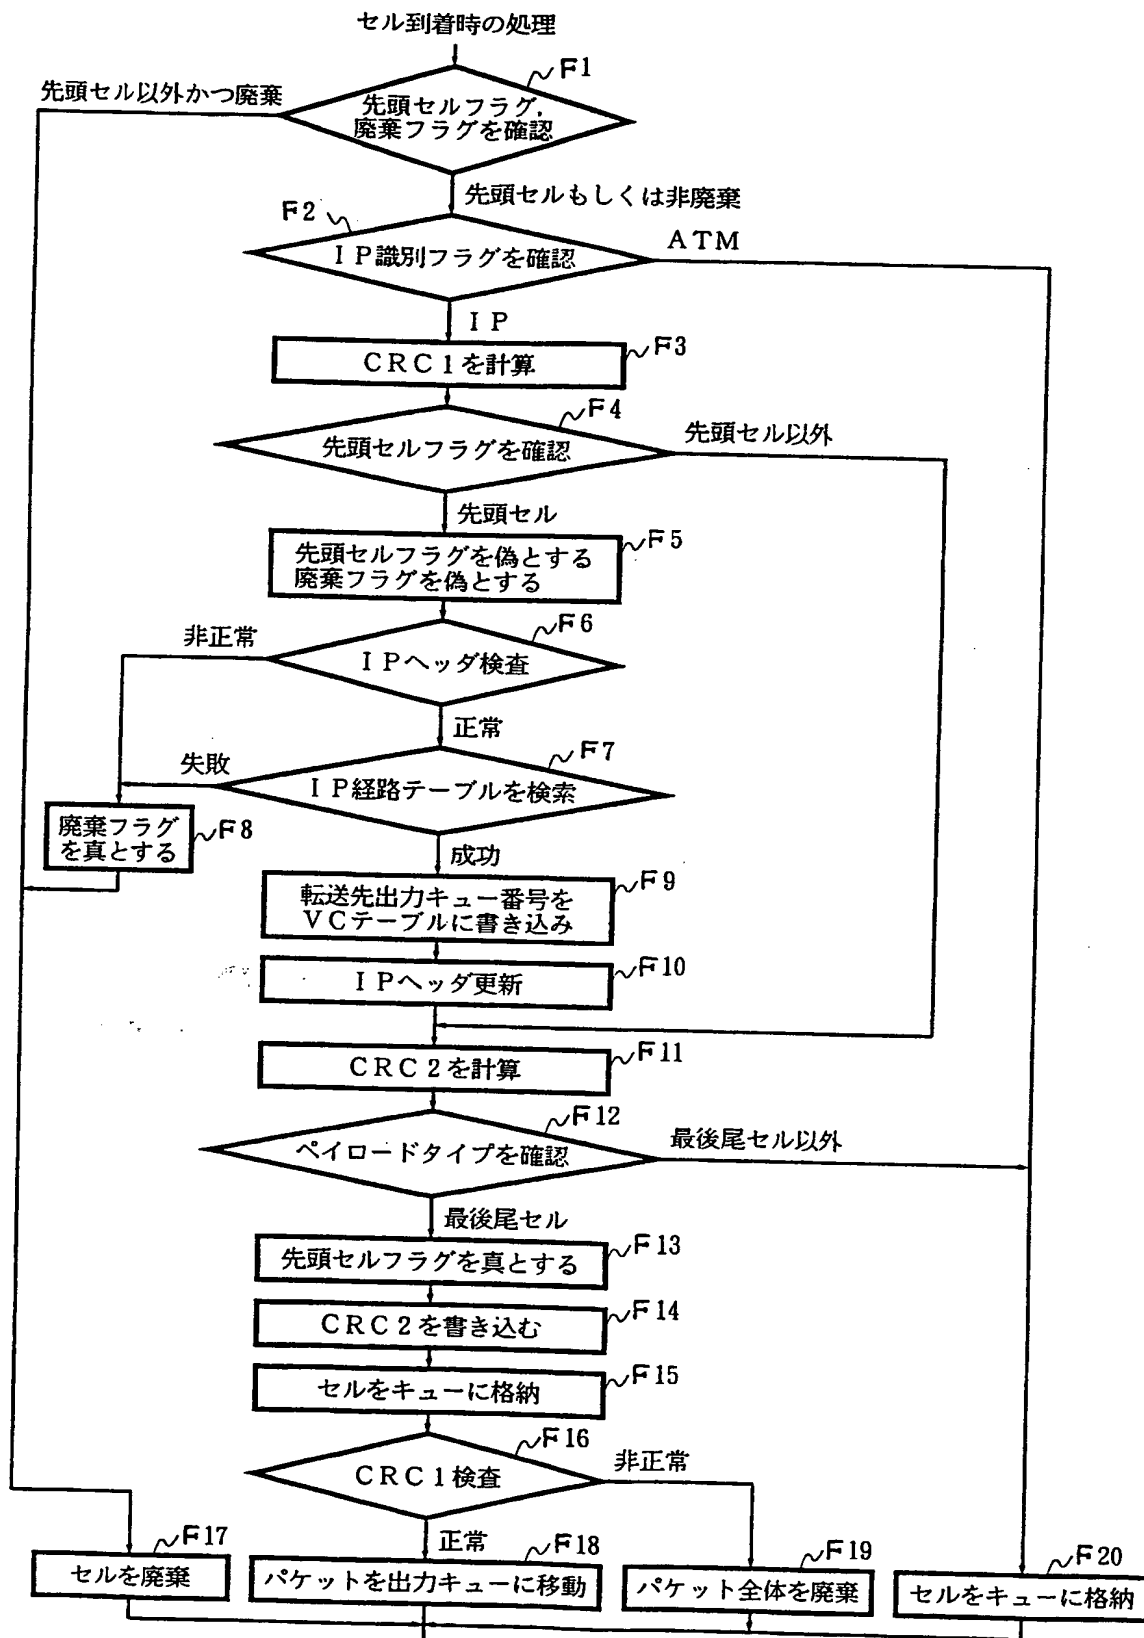 セル到着時の処理
F1
先頭セル以外かつ廃棄
先頭セルフラグ,
廃棄フラグを確認
先頭セルもしくは非廃棄
F2
IP識別フラグを確認
ATM
IP
F3
CRC1を計算
F4
先頭セルフラグを確認
先頭セル以外
先頭セル
F5
先頭セルフラグを偽とする
廃棄フラグを偽とする
F6
非正常
IPヘッダ検査
正常
F7
失敗
IP経路テーブルを検索
廃棄フラグ
を真とする
F8
成功
F9
転送先出力キュー番号を
VCテーブルに書き込み
F10
IPヘッダ更新
F11
CRC2を計算
F12
ペイロードタイプを確認
最後尾セル以外
最後尾セル
F13
先頭セルフラグを真とする
F14
CRC2を書き込む
F15
セルをキューに格納
F16
CRC1検査
非正常
正常
F17
セルを廃棄
F18
パケットを出力キューに移動
F19
パケット全体を廃棄
F20
セルをキューに格納